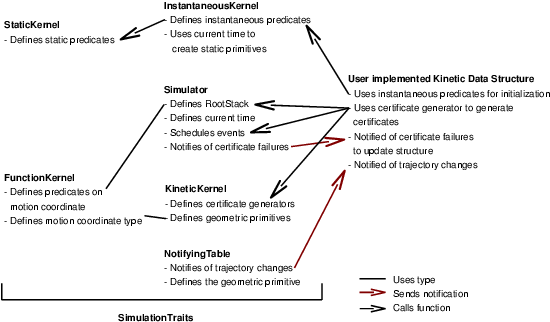 InstantaneousKernel
- Defines instantaneous predicates
- Uses current time to
create static primitives
StaticKernel
- Defines static predicates
User implemented Kinetic Data Structure
- Uses instantaneous predicates for initialization
- Uses certificate generator to generate
certificates
- Notified of certificate failures
to update structure
- Notified of trajectory changes
Simulator
- Defines RootStack
- Defines current time
- Schedules events
- Notifies of certificate failures
FunctionKernel
- Defines predicates on
motion coordinate
- Defines motion coordinate type
KineticKernel
- Defines certificate generators
- Defines geometric primitives
NotifyingTable
- Notifies of trajectory changes
- Defines the geometric primitive
SimulationTraits
Uses type
Sends notification
Calls function